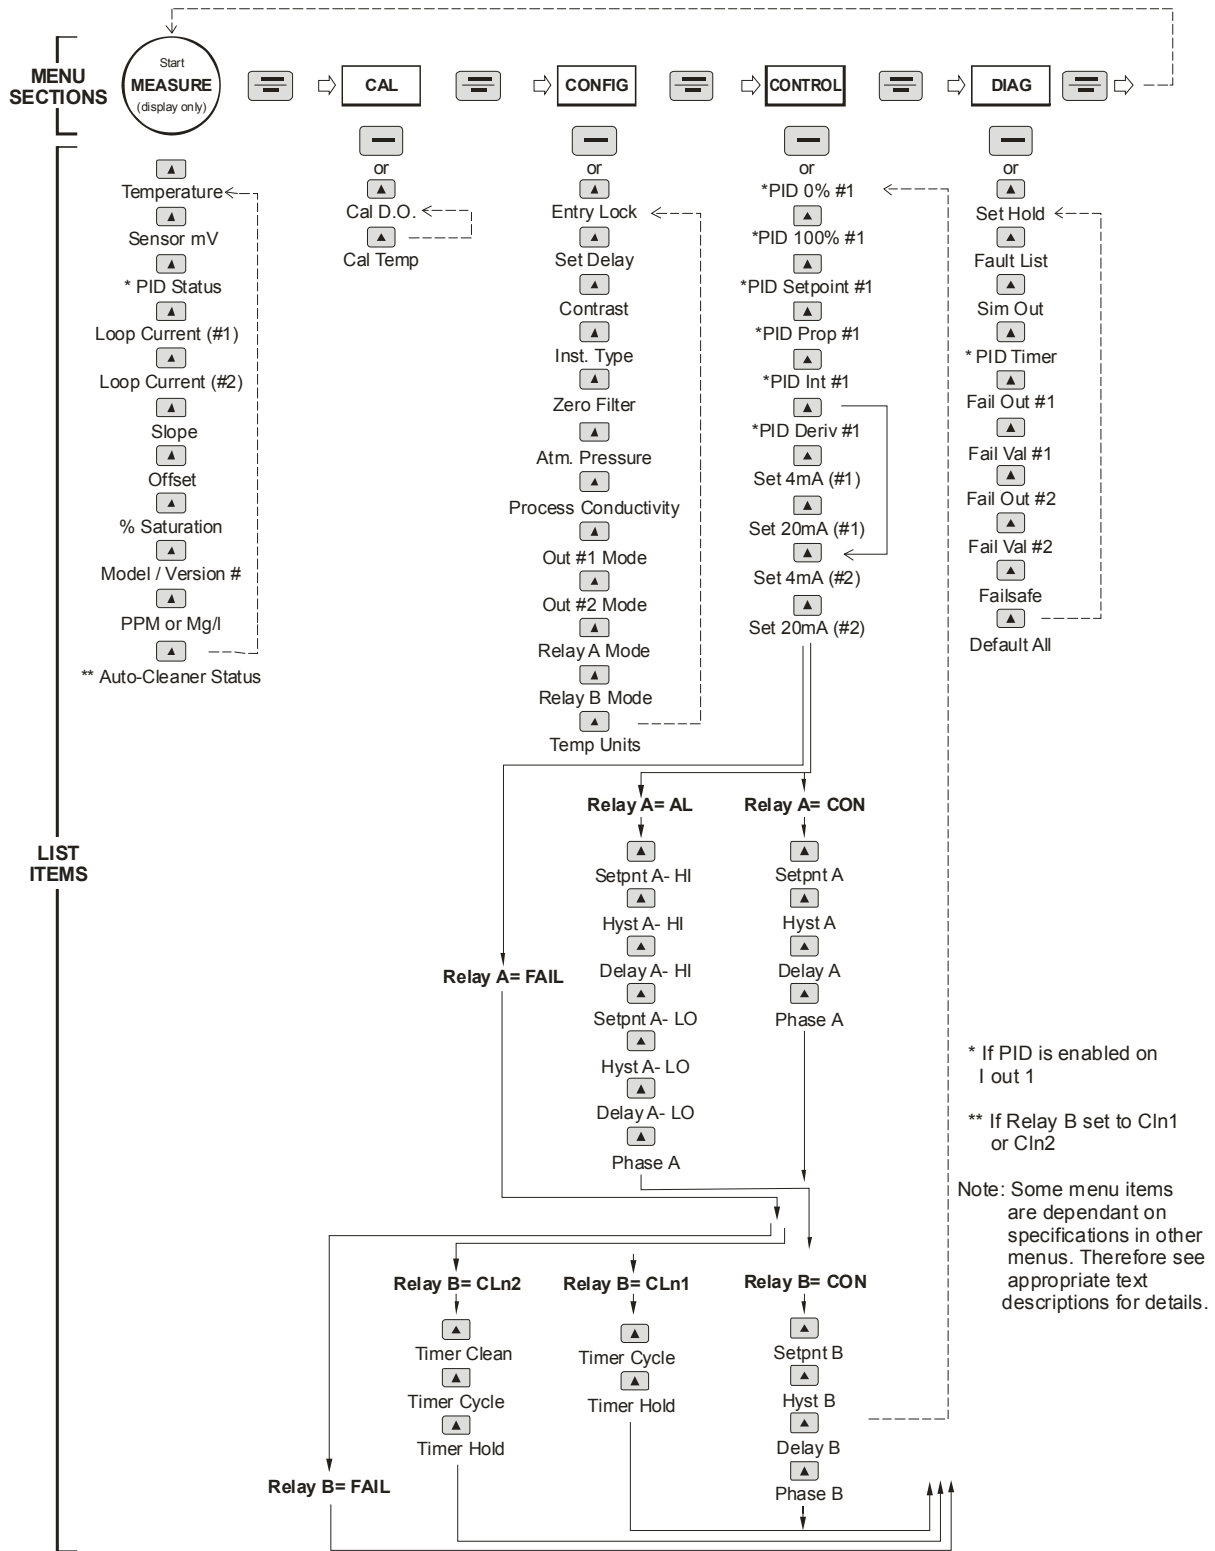 MENU
SECTIONS
Start
MEASURE
(display only)
CAL
CONFIG
CONTROL
DIAG
Temperature
Sensor mV
* PID Status
Loop Current (#1)
Loop Current (#2)
Slope
Offset
% Saturation
Model / Version #
PPM or Mg/l
** Auto-Cleaner Status
or
Cal D.O.
Cal Temp
or
Entry Lock
Set Delay
Contrast
Inst. Type
Zero Filter
Atm. Pressure
Process Conductivity
Out #1 Mode
Out #2 Mode
Relay A Mode
Relay B Mode
Temp Units
or
*PID 0% #1
*PID 100% #1
*PID Setpoint #1
*PID Prop #1
*PID Int #1
*PID Deriv #1
Set 4mA (#1)
Set 20mA (#1)
Set 4mA (#2)
Set 20mA (#2)
or
Set Hold
Fault List
Sim Out
* PID Timer
Fail Out #1
Fail Val #1
Fail Out #2
Fail Val #2
Failsafe
Default All
LIST
ITEMS
Relay A= FAIL
Relay A= AL
Setpnt A- HI
Hyst A- HI
Delay A- HI
Setpnt A- LO
Hyst A- LO
Delay A- LO
Phase A
Relay A= CON
Setpnt A
Hyst A
Delay A
Phase A
* If PID is enabled on
I out 1
** If Relay B set to Cln1
or Cln2
Note: Some menu items
are dependant on
specifications in other
menus. Therefore see
appropriate text
descriptions for details.
Relay B= FAIL
Relay B= CLn2
Timer Clean
Timer Cycle
Timer Hold
Relay B= CLn1
Timer Cycle
Timer Hold
Relay B= CON
Setpnt B
Hyst B
Delay B
Phase B